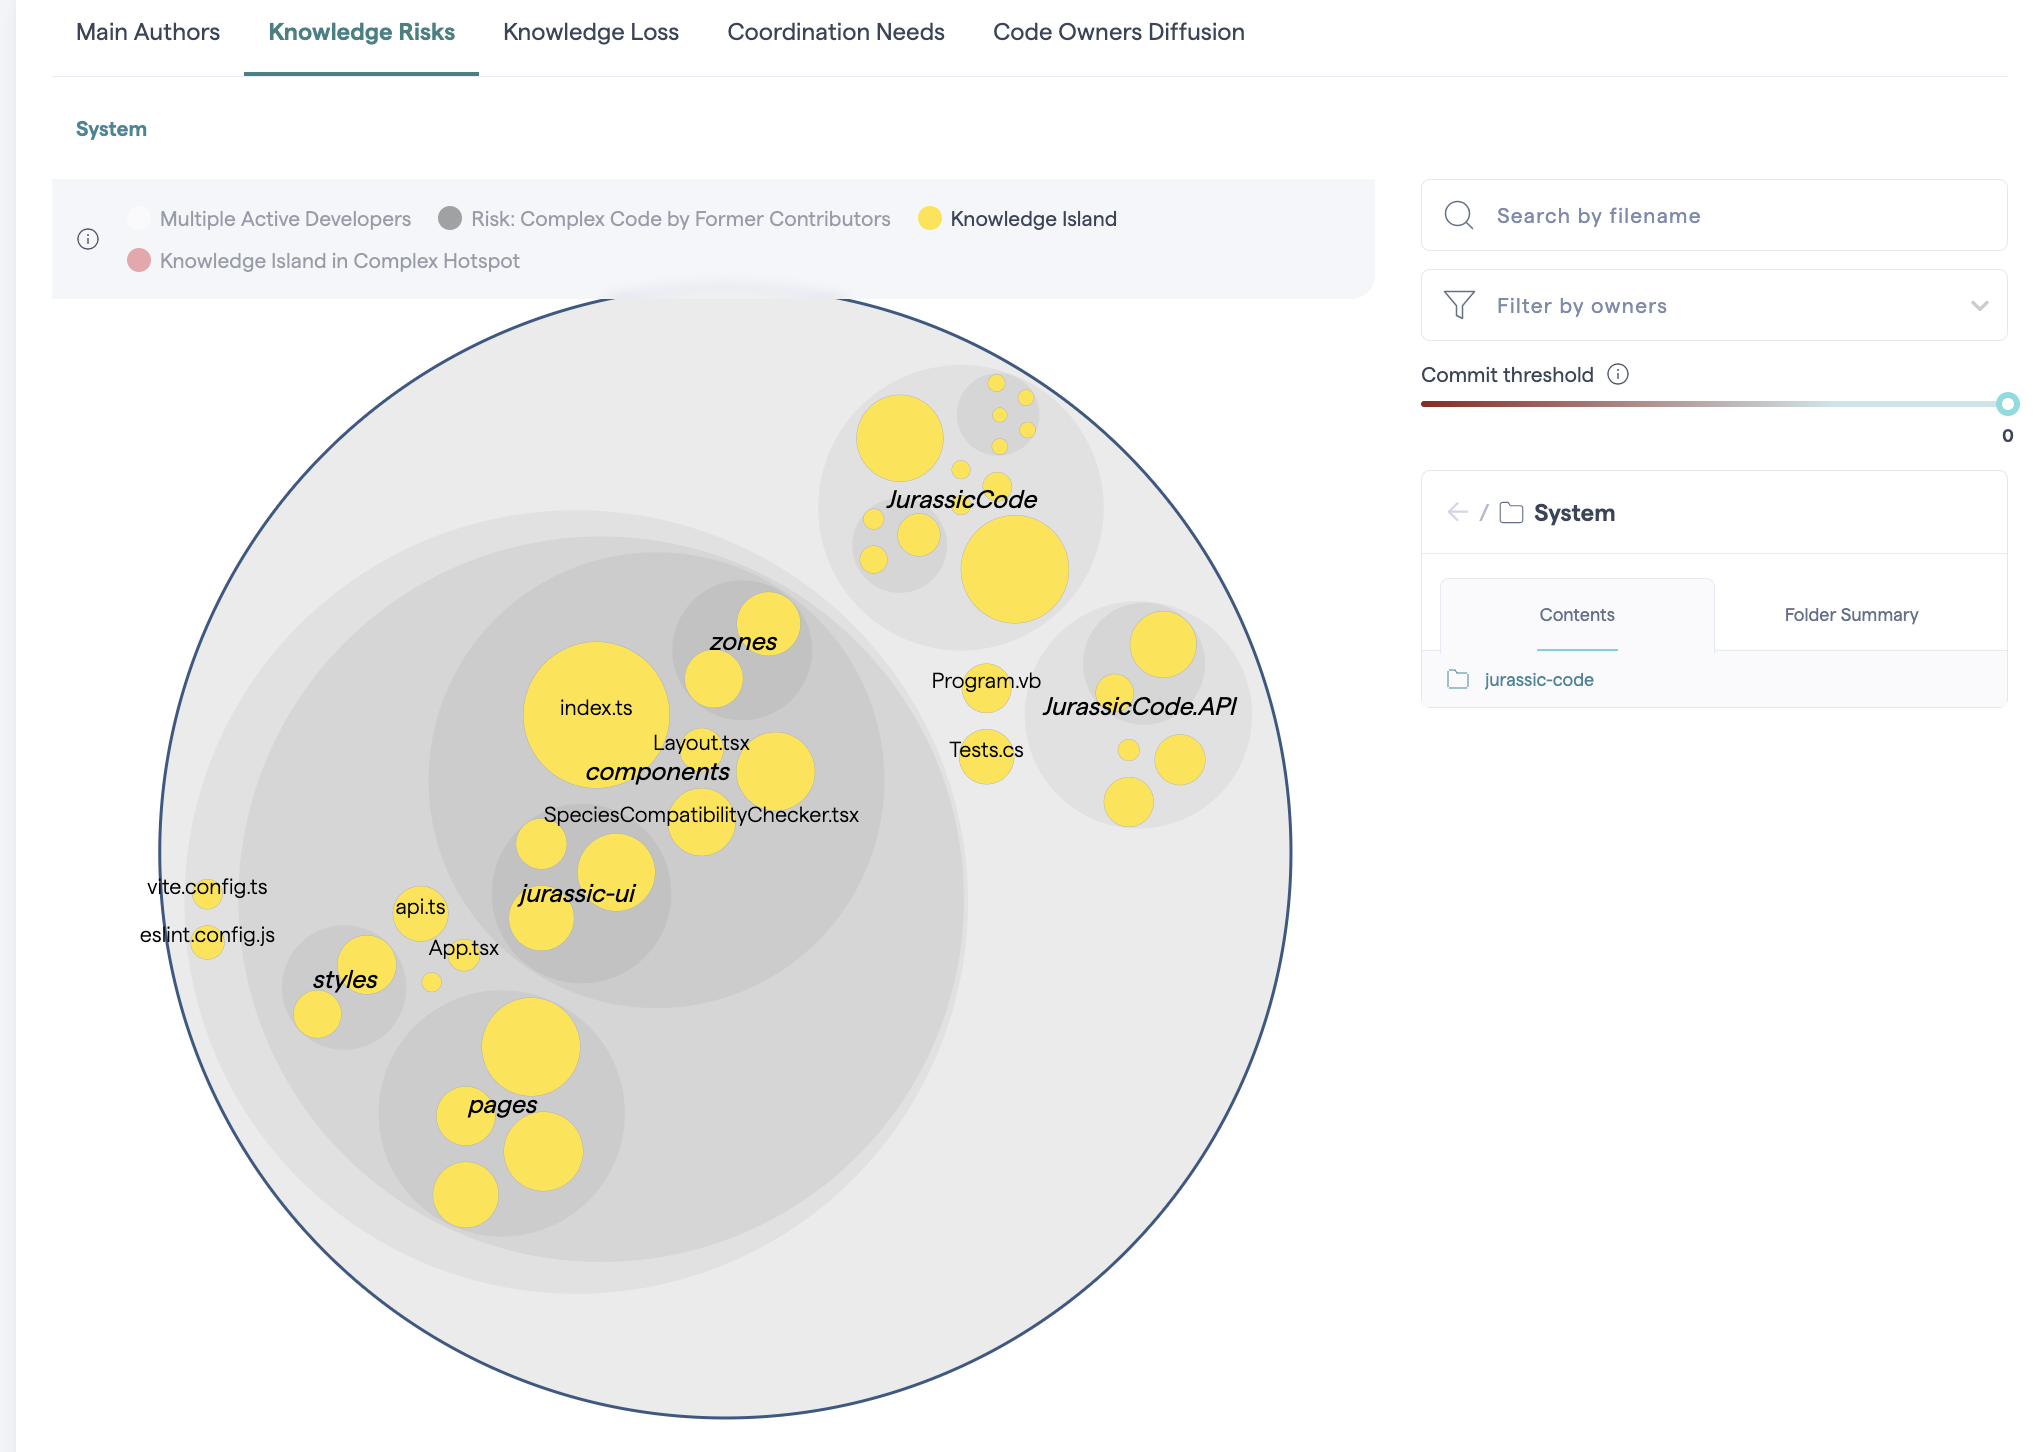 Main Authors
Knowledge Risks
Knowledge Loss
Coordination Needs
Code Owners Diffusion
System
Multiple Active Developers
Risk: Complex Code by Former Contributors
Knowledge Island
Knowledge Island in Complex Hotspot
Search by filename
Filter by owners
Commit threshold
0
/ System
Contents
Folder Summary
jurassic-code
JurassicCode
zones
Program.vb
JurassicCode.API
index.ts
Layout.tsx
Tests.cs
components
SpeciesCompatibilityChecker.tsx
vite.config.ts
jurassic-ui
api.ts
eslint.config.js
App.tsx
styles
pages